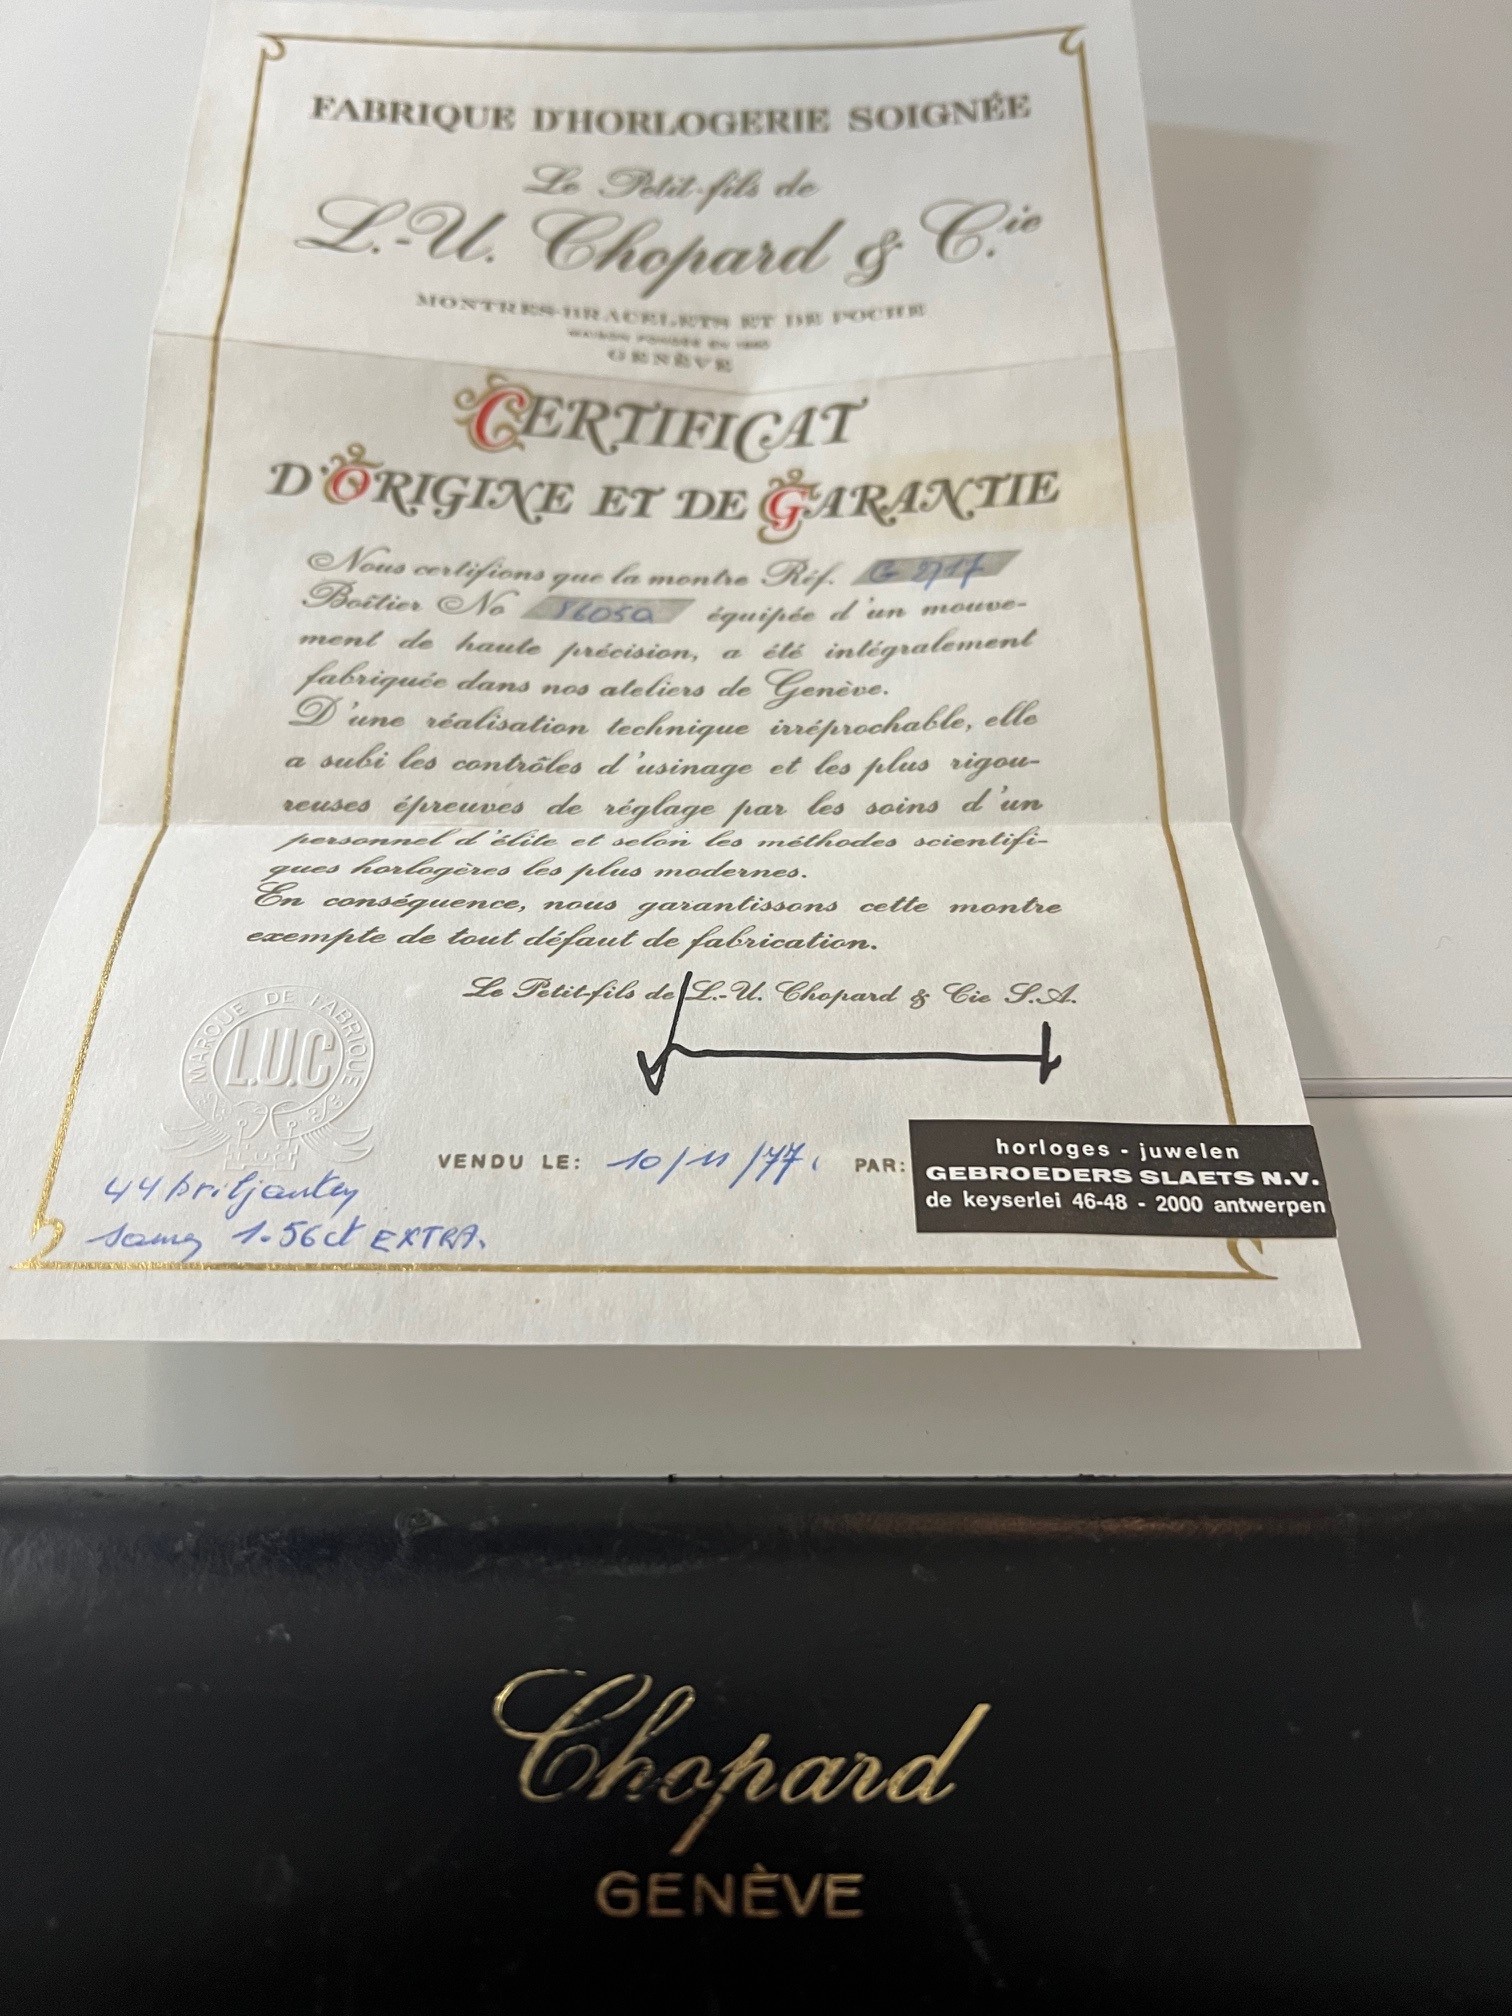 FABRIQUE D'HORLOGERIE SOIGNÉE
Le Petit-fils de
L.-U. Chopard & C.ie
MONTRES-BRACELETS ET DE POCHE
MAISON FONDÉE EN 1860
GENÈVE
CERTIFICAT
D'ORIGINE ET DE GARANTIE
Nous certifions que la montre Réf. G 2717
Boîtier No équipée d'un mouve-
ment de haute précision, a été intégralement
fabriquée dans nos ateliers de Genève.
D'une réalisation technique irréprochable, elle
a subi les contrôles d'usinage et les plus rigou-
reuses épreuves de réglage par les soins d'un
personnel d'élite et selon les méthodes scientifi-
ques horlogères les plus modernes.
En conséquence, nous garantissons cette montre
exempte de tout défaut de fabrication.
Le Petit-fils de L.-U. Chopard & Cie S.A.
MARQUE DE FABRIQUE
L.U.C
VENDU LE: 10/11/77. PAR:
horloges - juwelen
GEBROEDERS SLAETS N.V.
de keyserlei 46-48 - 2000 antwerpen
44 briljanten
samen 1.56ct EXTRA.
Chopard
GENÈVE